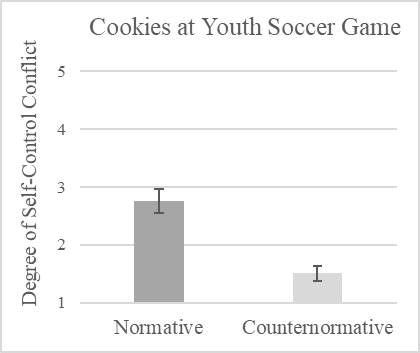 Cookies at Youth Soccer Game
Degree of Self-Control Conflict
5
4
3
2
1
Normative
Counternormative